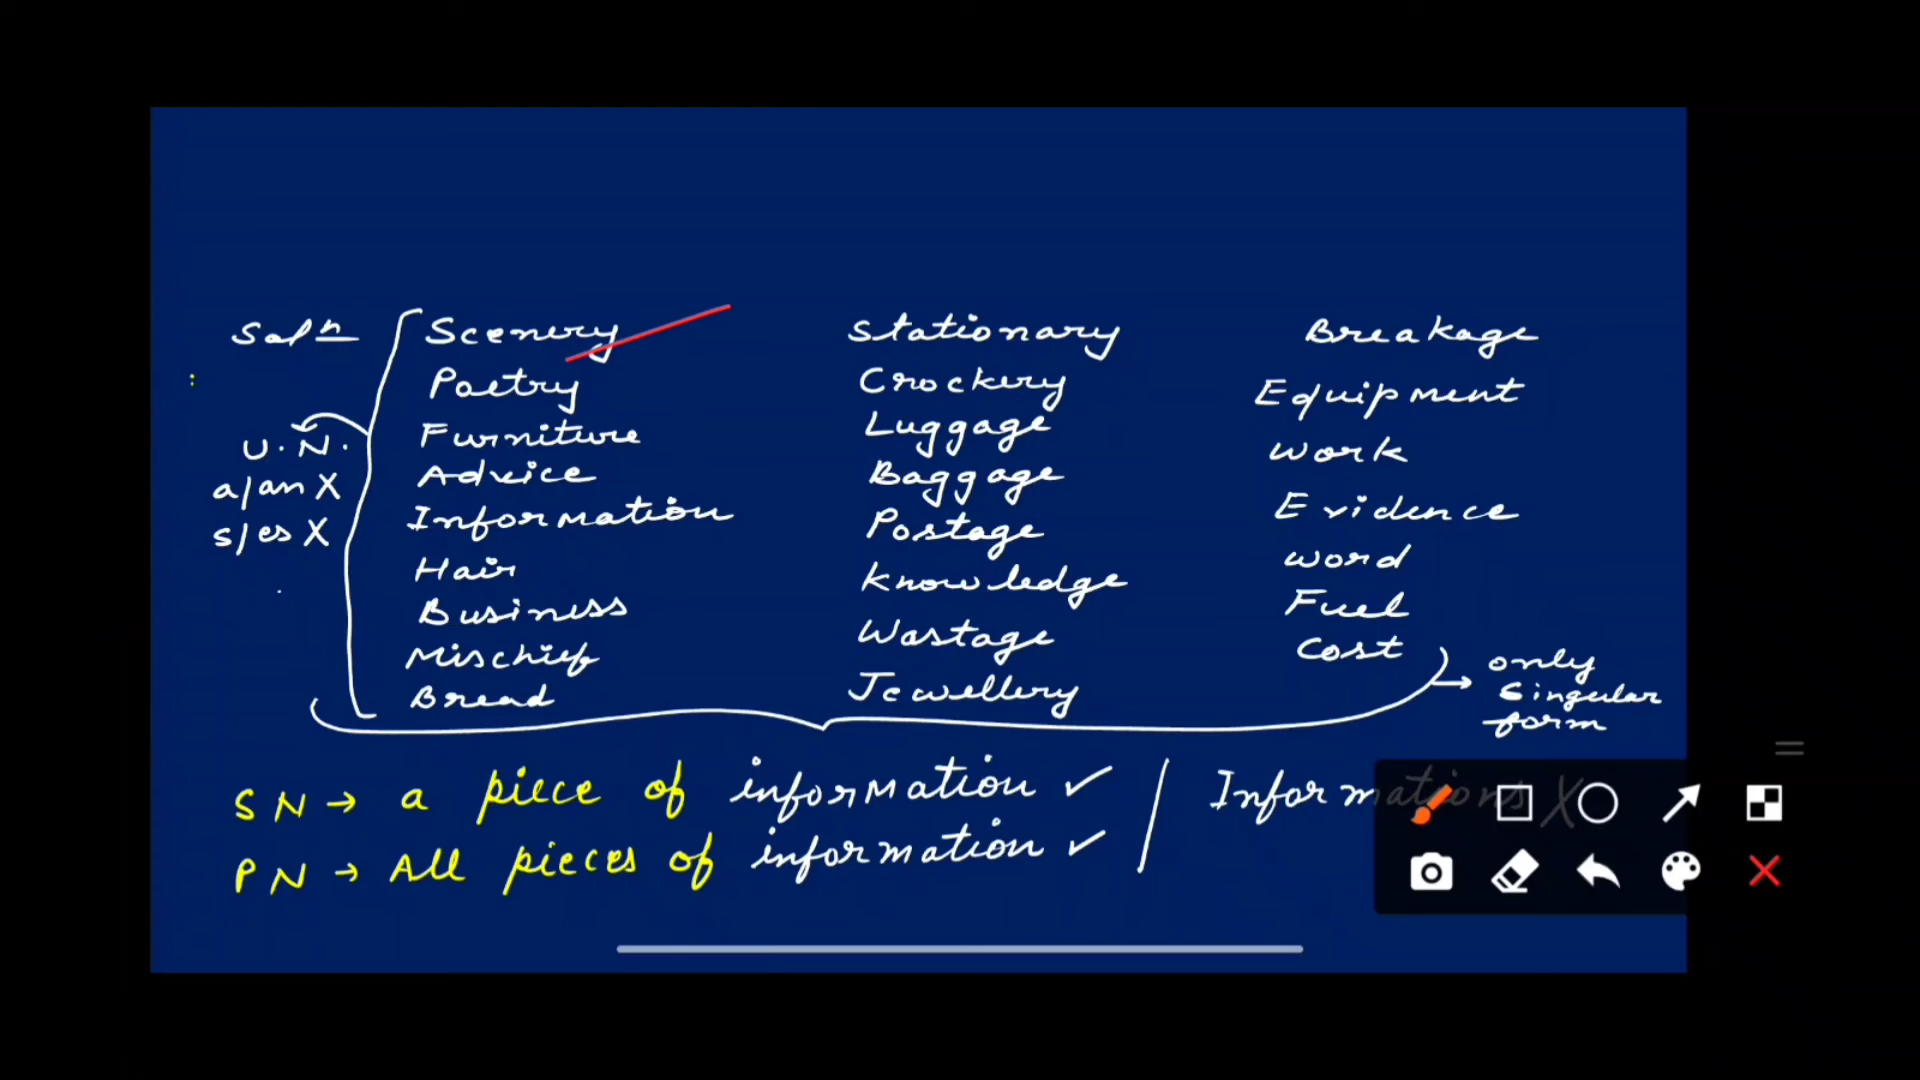 Solⁿ Scenery Stationary Breakage
Poetry Crockery Equipment
Furniture Luggage Work
U.N. Advice Baggage Evidence
a/an X Information Postage Word
s/es X Hair Knowledge Fuel
Business Wastage Cost
Mischief Jewellery → only singular form
Bread
SN → a piece of information ✓ / Informations X
PN → All pieces of information ✓